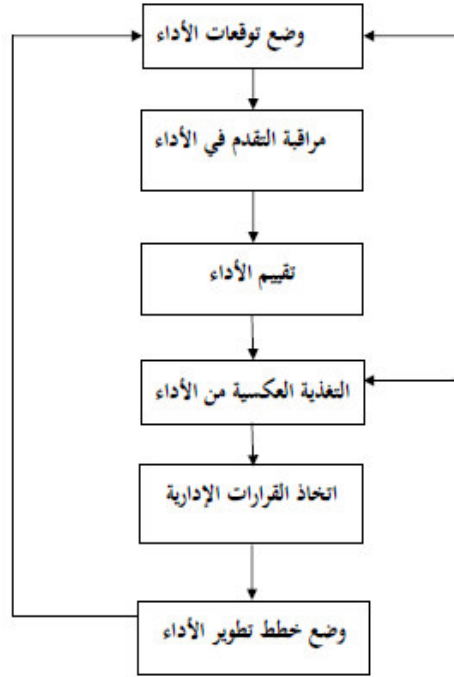 وضع توقعات الأداء
مراقبة التقدم في الأداء
تقييم الأداء
التغذية العكسية من الأداء
اتخاذ القرارات الإدارية
وضع خطط تطوير الأداء